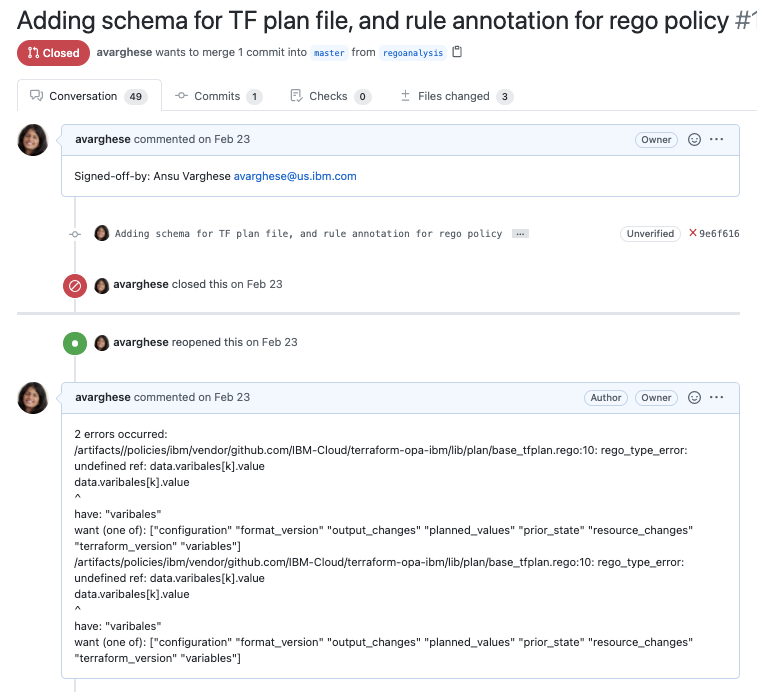 Adding schema for TF plan file, and rule annotation for rego policy #1
Closed avarghese wants to merge 1 commit into master from regoanalysis
Conversation 49 Commits 1 Checks 0 Files changed 3
avarghese commented on Feb 23 Owner ...
Signed-off-by: Ansu Varghese avarghese@us.ibm.com
Adding schema for TF plan file, and rule annotation for rego policy ... Unverified 9e6f616
avarghese closed this on Feb 23
avarghese reopened this on Feb 23
avarghese commented on Feb 23 Author Owner ...
2 errors occurred:
/artifacts//policies/ibm/vendor/github.com/IBM-Cloud/terraform-opa-ibm/lib/plan/base_tfplan.rego:10: rego_type_error:
undefined ref: data.varibales[k].value
data.varibales[k].value
^
have: "varibales"
want (one of): ["configuration" "format_version" "output_changes" "planned_values" "prior_state" "resource_changes"
"terraform_version" "variables"]
/artifacts/policies/ibm/vendor/github.com/IBM-Cloud/terraform-opa-ibm/lib/plan/base_tfplan.rego:10: rego_type_error:
undefined ref: data.varibales[k].value
data.varibales[k].value
^
have: "varibales"
want (one of): ["configuration" "format_version" "output_changes" "planned_values" "prior_state" "resource_changes"
"terraform_version" "variables"]